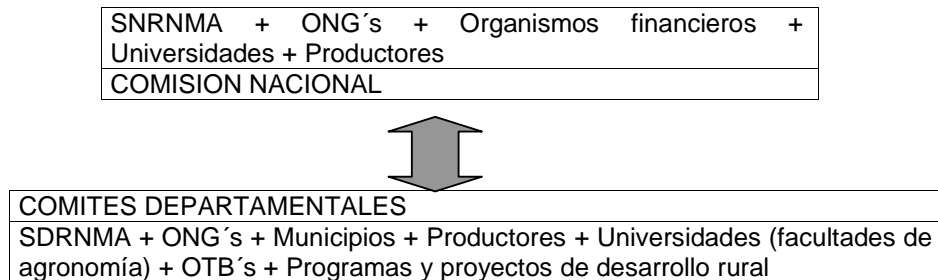 SNRNMA + ONG´s + Organismos financieros +
Universidades + Productores
COMISION NACIONAL
COMITES DEPARTAMENTALES
SDRNMA + ONG´s + Municipios + Productores + Universidades (facultades de
agronomía) + OTB´s + Programas y proyectos de desarrollo rural